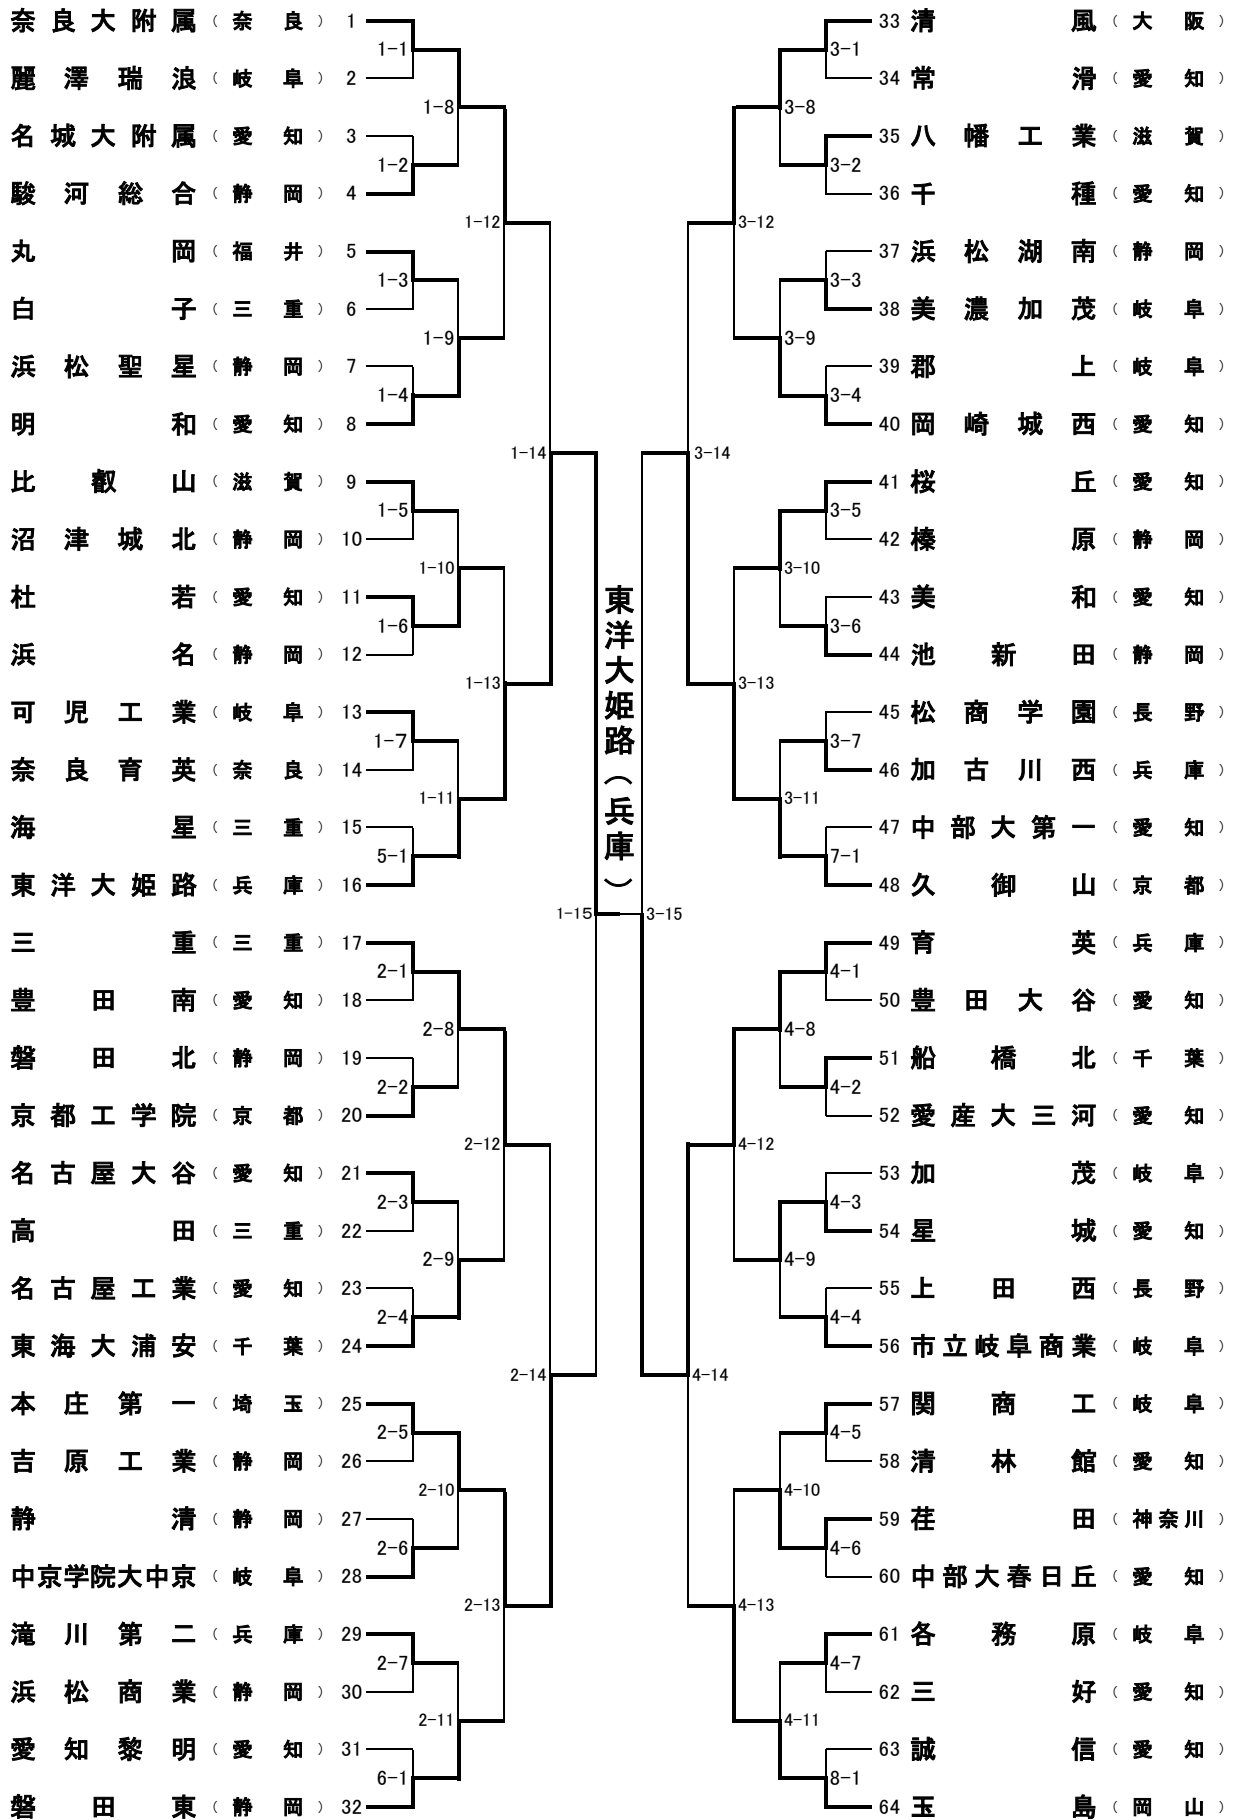 奈良大附属（奈良）1
1-1
麗澤瑞浪（岐阜）2
1-8
名城大附属（愛知）3
1-2
駿河総合（静岡）4
1-12
丸岡（福井）5
1-3
白子（三重）6
1-9
浜松聖星（静岡）7
1-4
明和（愛知）8
1-14
比叡山（滋賀）9
1-5
沼津城北（静岡）10
1-10
杜若（愛知）11
1-6
浜名（静岡）12
1-13
可児工業（岐阜）13
1-7
奈良育英（奈良）14
1-11
海星（三重）15
5-1
東洋大姫路（兵庫）16
1-15
三重（三重）17
2-1
豊田南（愛知）18
2-8
磐田北（静岡）19
2-2
京都工学院（京都）20
2-12
名古屋大谷（愛知）21
2-3
高田（三重）22
2-9
名古屋工業（愛知）23
2-4
東海大浦安（千葉）24
2-14
本庄第一（埼玉）25
2-5
吉原工業（静岡）26
2-10
静清（静岡）27
2-6
中京学院大中京（岐阜）28
2-13
滝川第二（兵庫）29
2-7
浜松商業（静岡）30
2-11
愛知黎明（愛知）31
6-1
磐田東（静岡）32
東洋大姫路（兵庫）
33 清風（大阪）
3-1
34 常滑（愛知）
3-8
35 八幡工業（滋賀）
3-2
36 千種（愛知）
3-12
37 浜松湖南（静岡）
3-3
38 美濃加茂（岐阜）
3-9
39 郡上（岐阜）
3-4
40 岡崎城西（愛知）
3-14
41 桜丘（愛知）
3-5
42 榛原（静岡）
3-10
43 美和（愛知）
3-6
44 池新田（静岡）
3-13
45 松商学園（長野）
3-7
46 加古川西（兵庫）
3-11
47 中部大第一（愛知）
7-1
48 久御山（京都）
3-15
49 育英（兵庫）
4-1
50 豊田大谷（愛知）
4-8
51 船橋北（千葉）
4-2
52 愛産大三河（愛知）
4-12
53 加茂（岐阜）
4-3
54 星城（愛知）
4-9
55 上田西（長野）
4-4
56 市立岐阜商業（岐阜）
4-14
57 関商工（岐阜）
4-5
58 清林館（愛知）
4-10
59 荏田（神奈川）
4-6
60 中部大春日丘（愛知）
4-13
61 各務原（岐阜）
4-7
62 三好（愛知）
4-11
63 誠信（愛知）
8-1
64 玉島（岡山）